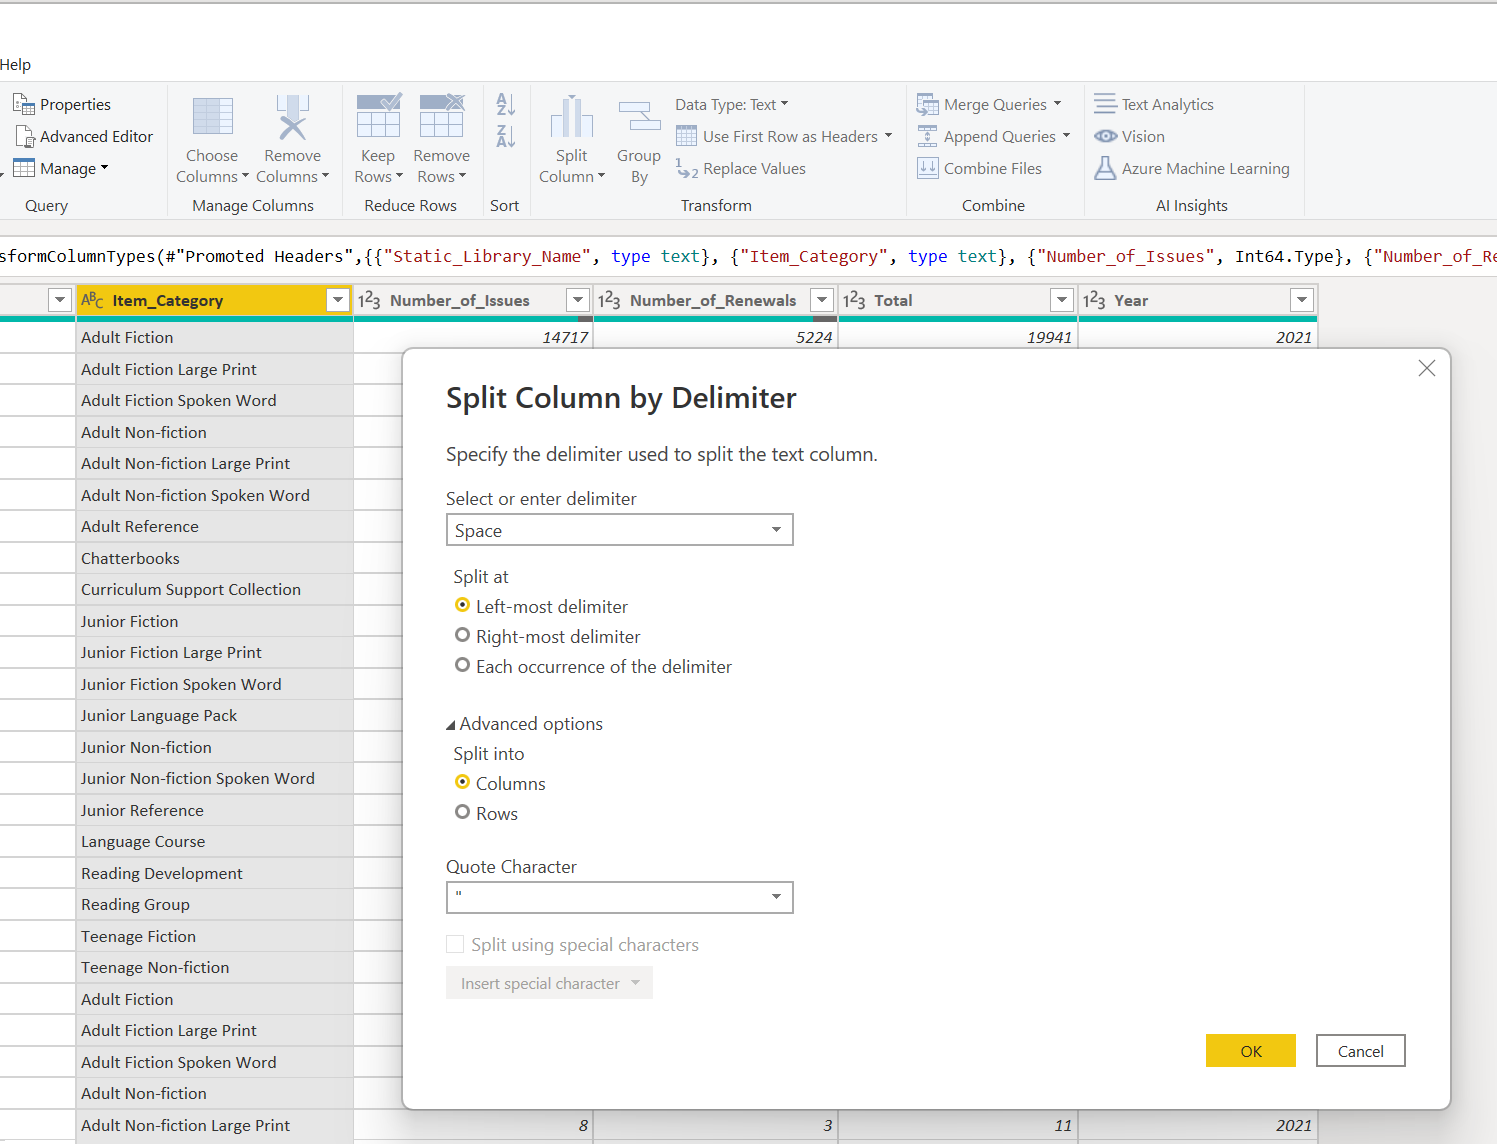 Help
Properties
Advanced Editor
Manage
Query
Choose
Columns
Remove
Columns
Manage Columns
Keep
Rows
Remove
Rows
Reduce Rows
A
Z
Z
A
Sort
Split
Column
Group
By
Data Type: Text
Use First Row as Headers
1
2
Replace Values
Transform
Merge Queries
Append Queries
Combine Files
Combine
Text Analytics
Vision
Azure Machine Learning
AI Insights
sformColumnTypes(#"Promoted Headers",{{"Static_Library_Name", type text}, {"Item_Category", type text}, {"Number_of_Issues", Int64.Type}, {"Number_of_Re
ABC Item_Category 123 Number_of_Issues 123 Number_of_Renewals 123 Total 123 Year
Adult Fiction 14717 5224 19941 2021
Adult Fiction Large Print
Adult Fiction Spoken Word
Adult Non-fiction
Adult Non-fiction Large Print
Adult Non-fiction Spoken Word
Adult Reference
Chatterbooks
Curriculum Support Collection
Junior Fiction
Junior Fiction Large Print
Junior Fiction Spoken Word
Junior Language Pack
Junior Non-fiction
Junior Non-fiction Spoken Word
Junior Reference
Language Course
Reading Development
Reading Group
Teenage Fiction
Teenage Non-fiction
Adult Fiction
Adult Fiction Large Print
Adult Fiction Spoken Word
Adult Non-fiction
Adult Non-fiction Large Print 8 3 11 2021
Split Column by Delimiter
Specify the delimiter used to split the text column.
Select or enter delimiter
Space
Split at
Left-most delimiter
Right-most delimiter
Each occurrence of the delimiter
Advanced options
Split into
Columns
Rows
Quote Character
"
Split using special characters
Insert special character
OK
Cancel